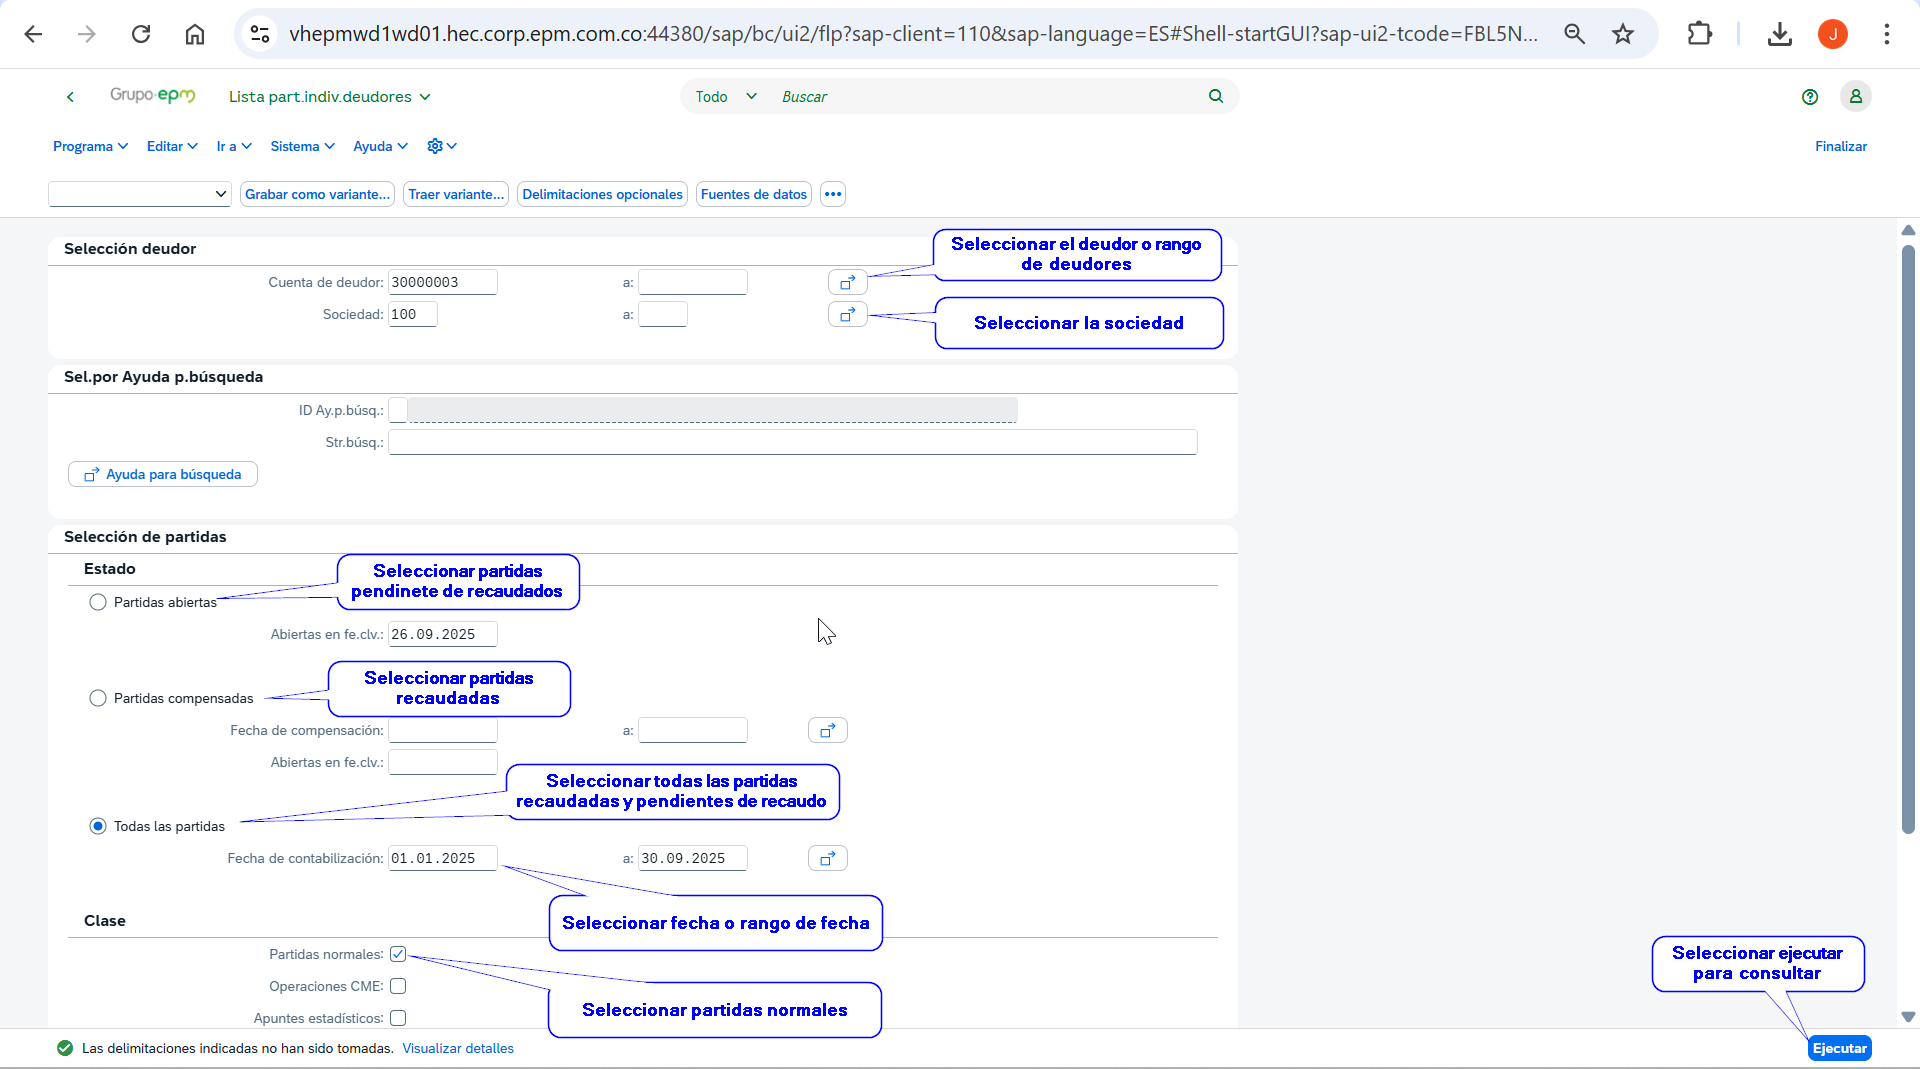 vhepmwd1wd01.hec.corp.epm.com.co:44380/sap/bc/ui2/flp?sap-client=110&sap-language=ES#Shell-startGUI?sap-ui2-tcode=FBL5N...
J
Grupo·epm
Lista part.indiv.deudores
Todo
Buscar
Programa
Editar
Ir a
Sistema
Ayuda
Finalizar
Grabar como variante...
Traer variante...
Delimitaciones opcionales
Fuentes de datos
Selección deudor
Seleccionar el deudor o rango
de deudores
Cuenta de deudor: 30000003 a:
Sociedad: 100 a:
Seleccionar la sociedad
Sel.por Ayuda p.búsqueda
ID Ay.p.búsq.:
Str.búsq.:
Ayuda para búsqueda
Selección de partidas
Estado
Seleccionar partidas
pendinete de recaudados
Partidas abiertas
Abiertas en fe.clv.: 26.09.2025
Seleccionar partidas
recaudadas
Partidas compensadas
Fecha de compensación: a:
Abiertas en fe.clv.:
Seleccionar todas las partidas
recaudadas y pendientes de recaudo
Todas las partidas
Fecha de contabilización: 01.01.2025 a: 30.09.2025
Seleccionar fecha o rango de fecha
Clase
Partidas normales:
Operaciones CME:
Apuntes estadísticos:
Seleccionar partidas normales
Seleccionar ejecutar
para consultar
Las delimitaciones indicadas no han sido tomadas. Visualizar detalles
Ejecutar